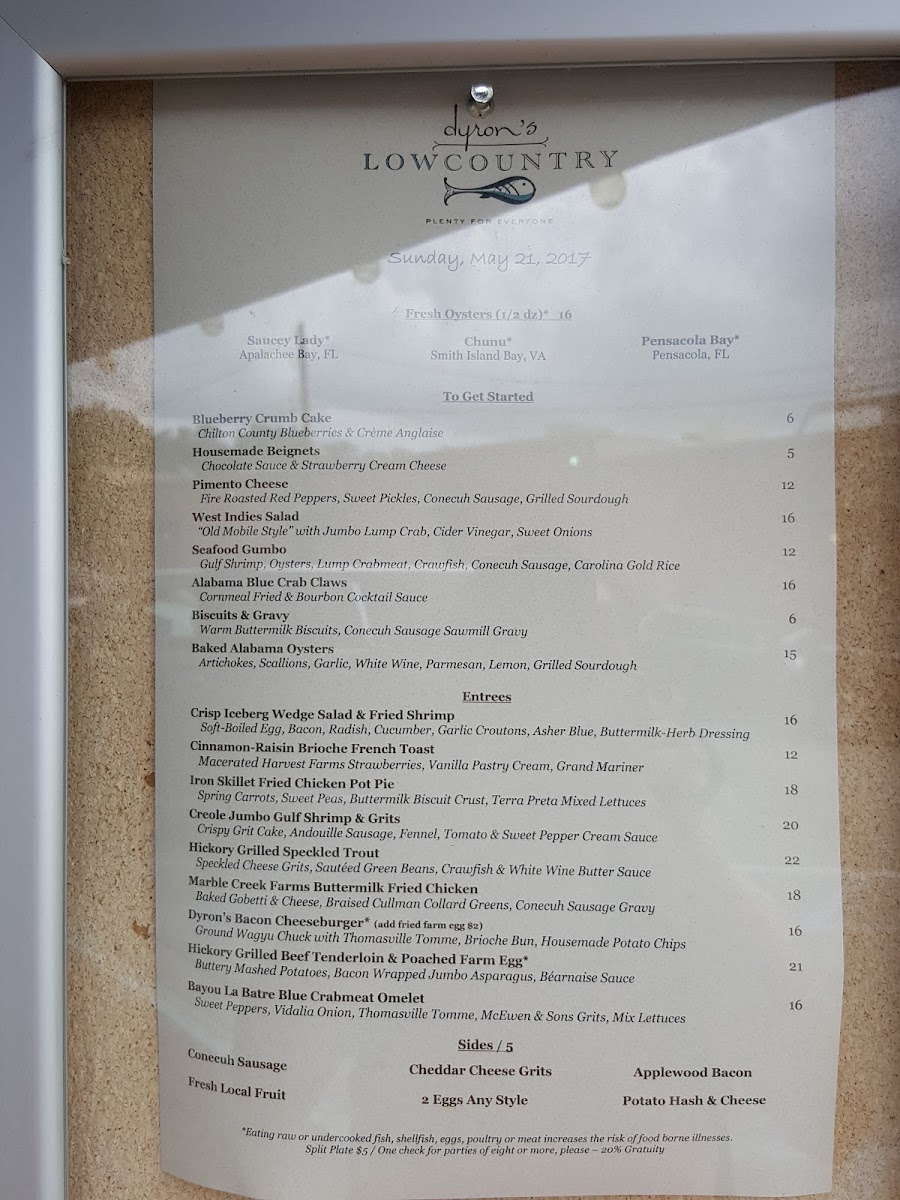 dyron's
LOWCOUNTRY
PLENTY FOR EVERYONE
Sunday, May 21, 2017
Fresh Oysters (1/2 dz)* 16
Saucey Lady* Chunu* Pensacola Bay*
Apalachee Bay, FL Smith Island Bay, VA Pensacola, FL
To Get Started
Blueberry Crumb Cake 6
Chilton County Blueberries & Crème Anglaise
Housemade Beignets 5
Chocolate Sauce & Strawberry Cream Cheese
Pimento Cheese 12
Fire Roasted Red Peppers, Sweet Pickles, Conecuh Sausage, Grilled Sourdough
West Indies Salad 16
"Old Mobile Style" with Jumbo Lump Crab, Cider Vinegar, Sweet Onions
Seafood Gumbo 12
Gulf Shrimp, Oysters, Lump Crabmeat, Crawfish, Conecuh Sausage, Carolina Gold Rice
Alabama Blue Crab Claws 16
Cornmeal Fried & Bourbon Cocktail Sauce
Biscuits & Gravy 6
Warm Buttermilk Biscuits, Conecuh Sausage Sawmill Gravy
Baked Alabama Oysters 15
Artichokes, Scallions, Garlic, White Wine, Parmesan, Lemon, Grilled Sourdough
Entrees
Crisp Iceberg Wedge Salad & Fried Shrimp 16
Soft-Boiled Egg, Bacon, Radish, Cucumber, Garlic Croutons, Asher Blue, Buttermilk-Herb Dressing
Cinnamon-Raisin Brioche French Toast 12
Macerated Harvest Farms Strawberries, Vanilla Pastry Cream, Grand Mariner
Iron Skillet Fried Chicken Pot Pie 18
Spring Carrots, Sweet Peas, Buttermilk Biscuit Crust, Terra Preta Mixed Lettuces
Creole Jumbo Gulf Shrimp & Grits 20
Crispy Grit Cake, Andouille Sausage, Fennel, Tomato & Sweet Pepper Cream Sauce
Hickory Grilled Speckled Trout 22
Speckled Cheese Grits, Sautéed Green Beans, Crawfish & White Wine Butter Sauce
Marble Creek Farms Buttermilk Fried Chicken 18
Baked Gobetti & Cheese, Braised Cullman Collard Greens, Conecuh Sausage Gravy
Dyron's Bacon Cheeseburger* (add fried farm egg $2) 16
Ground Wagyu Chuck with Thomasville Tomme, Brioche Bun, Housemade Potato Chips
Hickory Grilled Beef Tenderloin & Poached Farm Egg* 21
Buttery Mashed Potatoes, Bacon Wrapped Jumbo Asparagus, Béarnaise Sauce
Bayou La Batre Blue Crabmeat Omelet 16
Sweet Peppers, Vidalia Onion, Thomasville Tomme, McEwen & Sons Grits, Mix Lettuces
Sides / 5
Conecuh Sausage Cheddar Cheese Grits Applewood Bacon
Fresh Local Fruit 2 Eggs Any Style Potato Hash & Cheese
*Eating raw or undercooked fish, shellfish, eggs, poultry or meat increases the risk of food borne illnesses.
Split Plate $5 / One check for parties of eight or more, please – 20% Gratuity